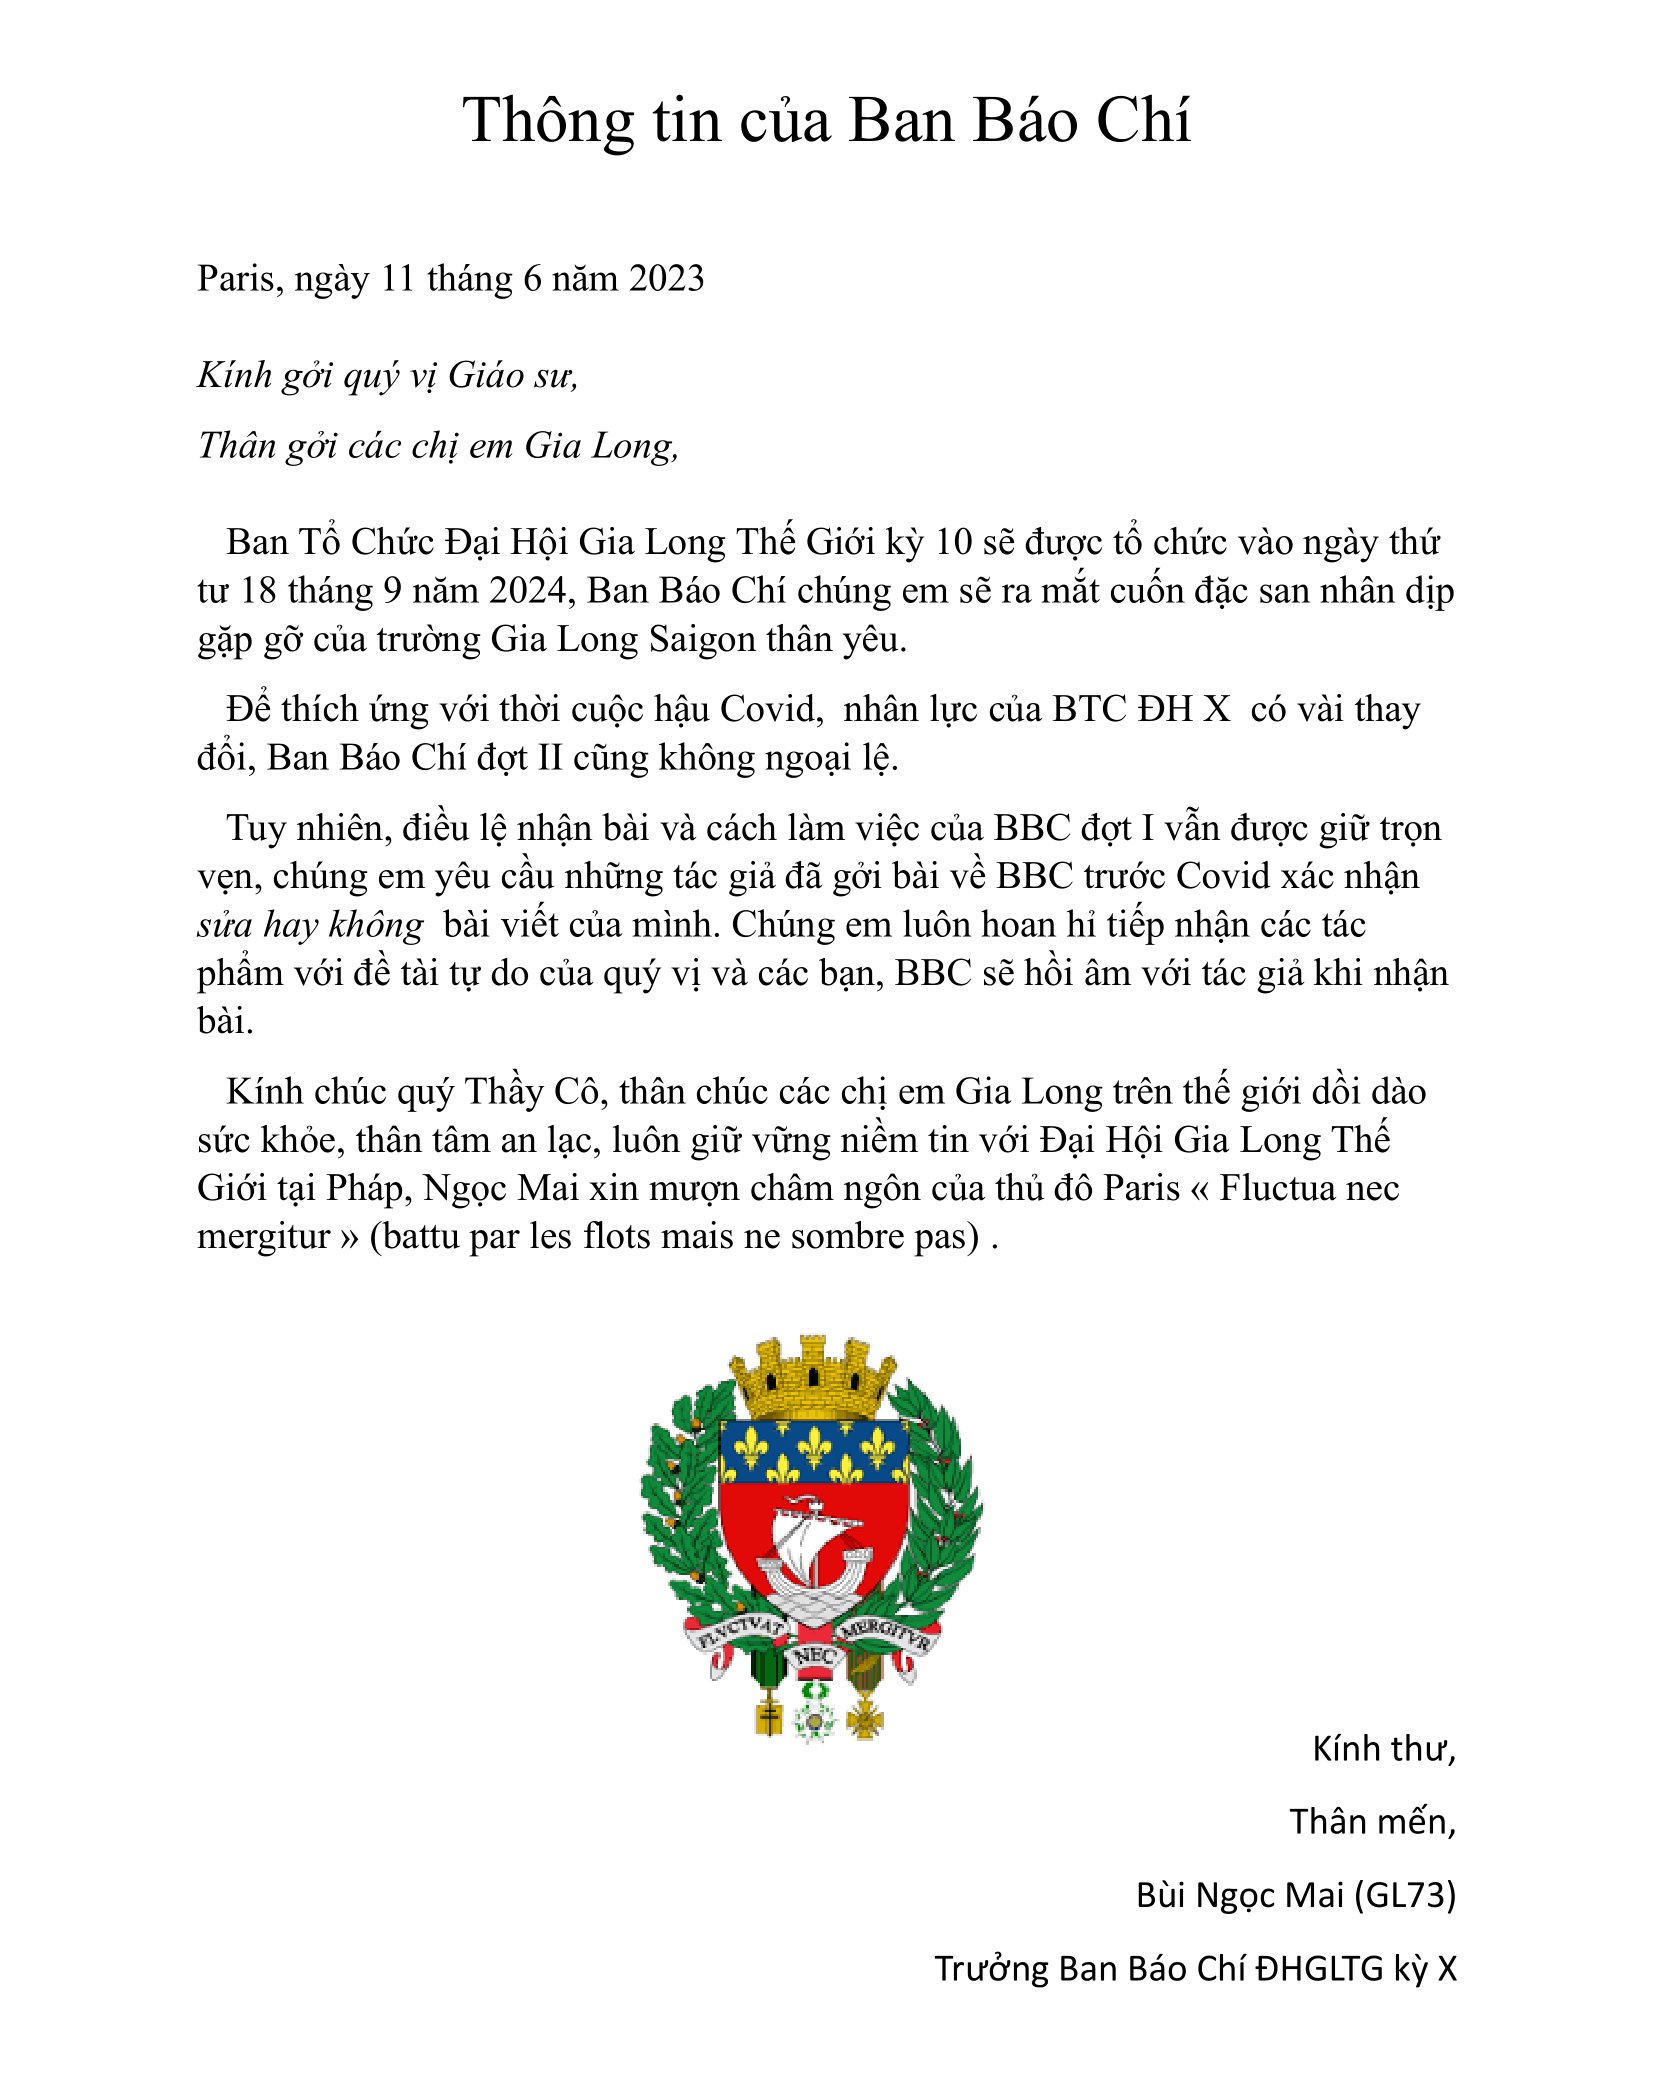 Thông tin của Ban Báo Chí
Paris, ngày 11 tháng 6 năm 2023
Kính gởi quý vị Giáo sư,
Thân gởi các chị em Gia Long,
Ban Tổ Chức Đại Hội Gia Long Thế Giới kỳ 10 sẽ được tổ chức vào ngày thứ
tư 18 tháng 9 năm 2024, Ban Báo Chí chúng em sẽ ra mắt cuốn đặc san nhân dịp
gặp gỡ của trường Gia Long Saigon thân yêu.
Để thích ứng với thời cuộc hậu Covid,  nhân lực của BTC ĐH X  có vài thay
đổi, Ban Báo Chí đợt II cũng không ngoại lệ.
Tuy nhiên, điều lệ nhận bài và cách làm việc của BBC đợt I vẫn được giữ trọn
vẹn, chúng em yêu cầu những tác giả đã gởi bài về BBC trước Covid xác nhận
sửa hay không  bài viết của mình. Chúng em luôn hoan hỉ tiếp nhận các tác
phẩm với đề tài tự do của quý vị và các bạn, BBC sẽ hồi âm với tác giả khi nhận
bài.
Kính chúc quý Thầy Cô, thân chúc các chị em Gia Long trên thế giới dồi dào
sức khỏe, thân tâm an lạc, luôn giữ vững niềm tin với Đại Hội Gia Long Thế
Giới tại Pháp, Ngọc Mai xin mượn châm ngôn của thủ đô Paris « Fluctua nec
mergitur » (battu par les flots mais ne sombre pas) .
FLVCTVAT NEC MERGITVR
Kính thư,
Thân mến,
Bùi Ngọc Mai (GL73)
Trưởng Ban Báo Chí ĐHGLTG kỳ X